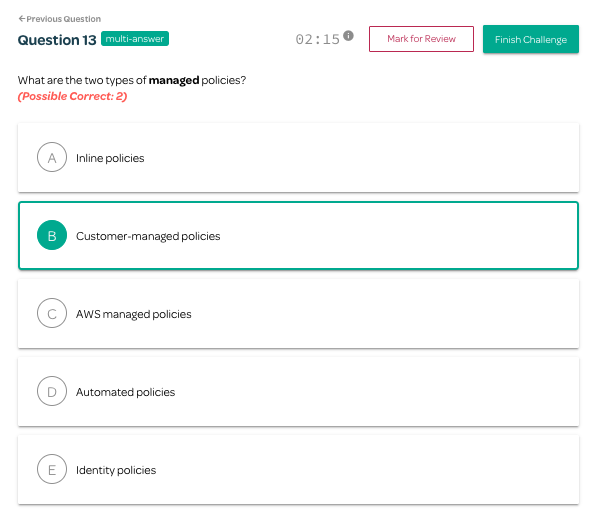 ←Previous Question
Question 13 multi-answer 02:15 i Mark for Review Finish Challenge
What are the two types of managed policies?
(Possible Correct: 2)
A Inline policies
B Customer-managed policies
C AWS managed policies
D Automated policies
E Identity policies